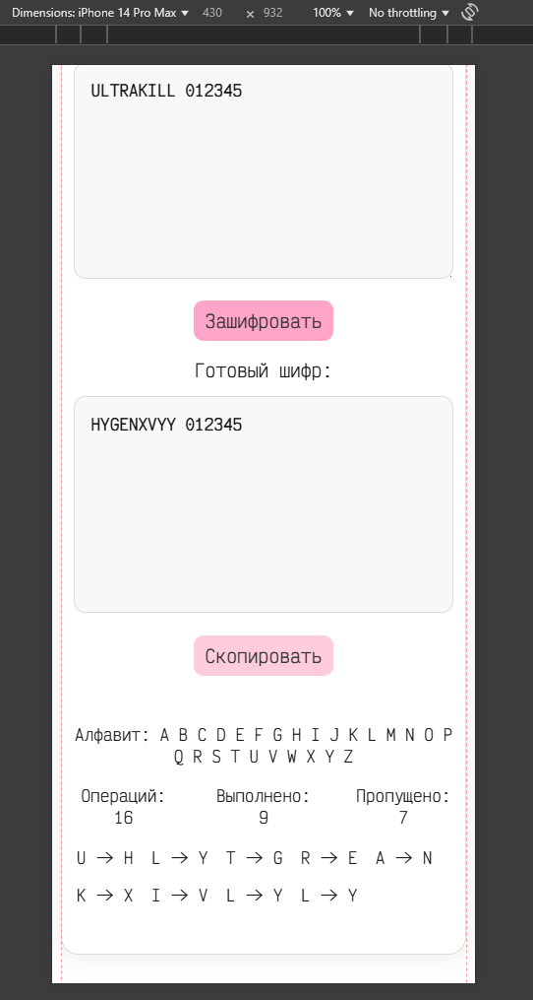 Dimensions: iPhone 14 Pro Max 430 × 932 100% No throttling
ULTRAKILL 012345
Зашифровать
Готовый шифр:
HYGENXVYY 012345
Скопировать
Алфавит: A B C D E F G H I J K L M N O P
Q R S T U V W X Y Z
Операций: Выполнено: Пропущено:
16 9 7
U → H L → Y T → G R → E A → N
K → X I → V L → Y L → Y